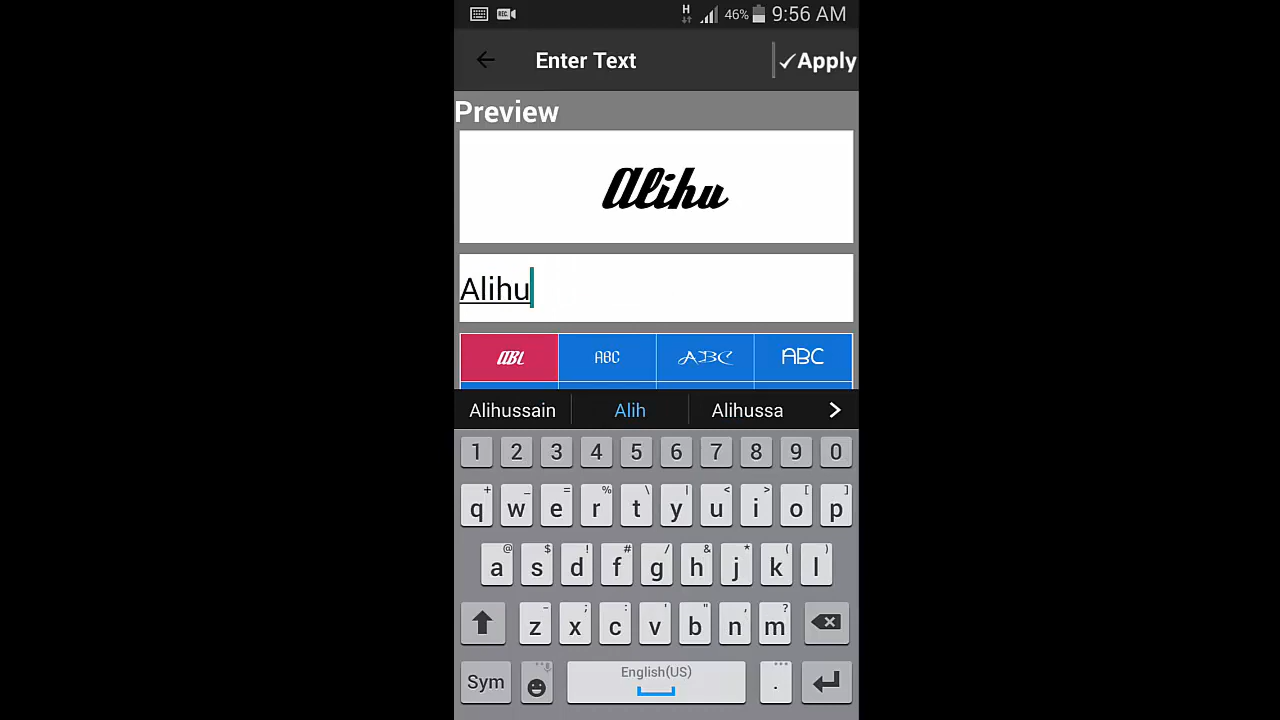 REC H 46% 9:56 AM
Enter Text ✓Apply
Preview
Alihu
Alihu
ABC ABC ABC
Alihussain Alih Alihussa >
1 2 3 4 5 6 7 8 9 0
+ _ = % \ | < > [ ]
q w e r t y u i o p
@ $ ! # / & * ( )
a s d f g h j k l
- ; : ' " , ?
z x c v b n m
English(US)
Sym .